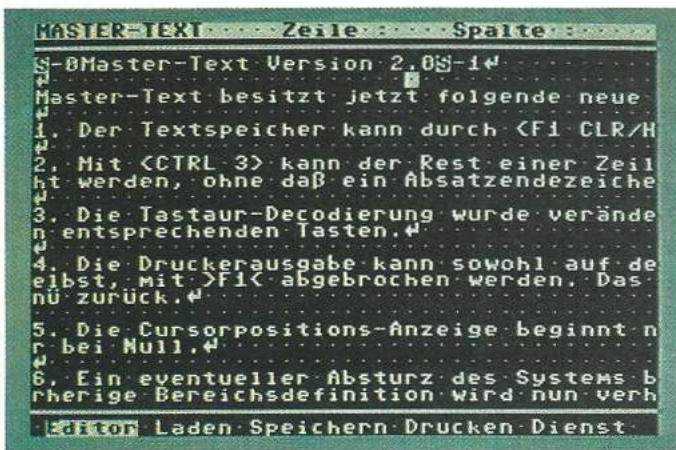 MASTER-TEXT Zeile : Spalte :
S-0Master-Text Version 2.0S-1
Master-Text besitzt jetzt folgende neue
1. Der Textspeicher kann durch <F1 CLR/H
2. Mit <CTRL 3> kann der Rest einer Zeil
ht werden, ohne daß ein Absatzendezeiche
3. Die Tastaur-Decodierung wurde verände
n entsprechenden Tasten.
4. Die Druckerausgabe kann sowohl auf de
elbst, mit >F1< abgebrochen werden. Das
nü zurück.
5. Die Cursorpositions-Anzeige beginnt n
r bei Null.
6. Ein eventueller Absturz des Systems b
rherige Bereichsdefinition wird nun verh
Editor Laden Speichern Drucken Dienst